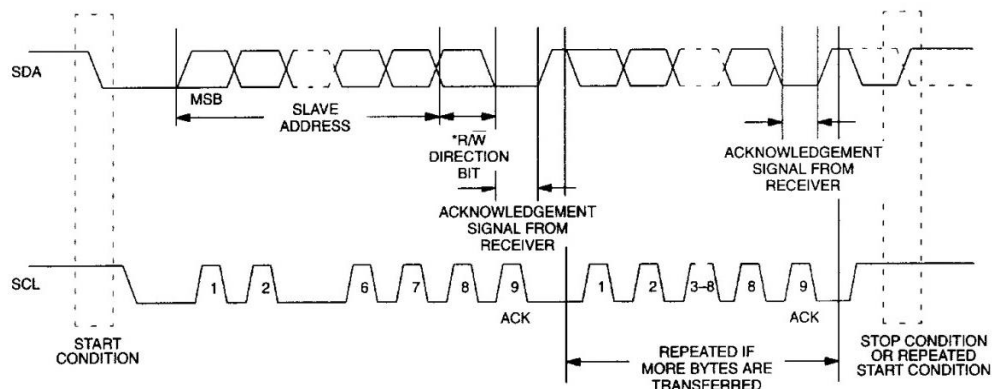 SDA
MSB
SLAVE
ADDRESS
*R/W̅
DIRECTION
BIT
ACKNOWLEDGEMENT
SIGNAL FROM
RECEIVER
ACKNOWLEDGEMENT
SIGNAL FROM
RECEIVER
SCL
1 2 6 7 8 9 1 2 3–8 8 9
ACK ACK
START
CONDITION
REPEATED IF
MORE BYTES ARE
TRANSFERRED
STOP CONDITION
OR REPEATED
START CONDITION